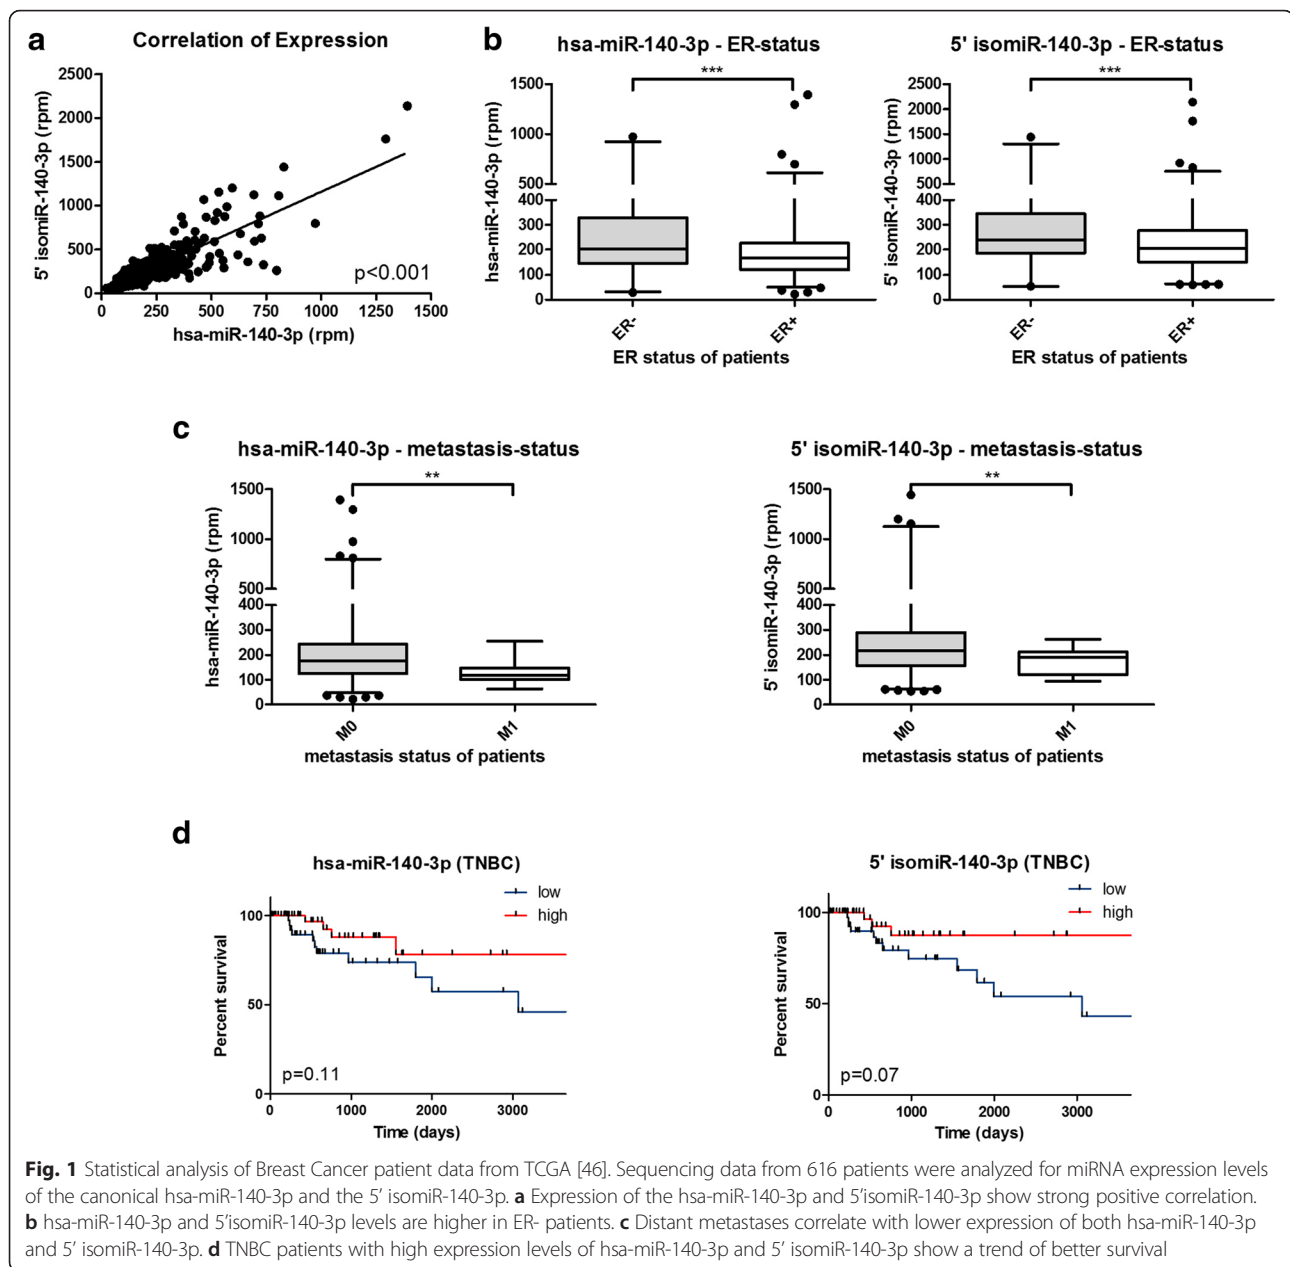 a
Correlation of Expression
2500
2000
1500
1000
500
0
5' isomiR-140-3p (rpm)
p<0.001
0 250 500 750 1000 1250 1500
hsa-miR-140-3p (rpm)
b
hsa-miR-140-3p - ER-status
***
1500
1000
500
400
300
200
100
0
hsa-miR-140-3p (rpm)
ER- ER+
ER status of patients
5' isomiR-140-3p - ER-status
***
2500
2000
1500
1000
500
400
300
200
100
0
5' isomiR-140-3p (rpm)
ER- ER+
ER status of patients
c
hsa-miR-140-3p - metastasis-status
**
1500
1000
500
400
300
200
100
0
hsa-miR-140-3p (rpm)
M0 M1
metastasis status of patients
5' isomiR-140-3p - metastasis-status
**
1500
1000
500
400
300
200
100
0
5' isomiR-140-3p (rpm)
M0 M1
metastasis status of patients
d
hsa-miR-140-3p (TNBC)
low
high
100
50
0
Percent survival
p=0.11
0 1000 2000 3000
Time (days)
5' isomiR-140-3p (TNBC)
low
high
100
50
0
Percent survival
p=0.07
0 1000 2000 3000
Time (days)
Fig. 1 Statistical analysis of Breast Cancer patient data from TCGA [46]. Sequencing data from 616 patients were analyzed for miRNA expression levels
of the canonical hsa-miR-140-3p and the 5' isomiR-140-3p. a Expression of the hsa-miR-140-3p and 5'isomiR-140-3p show strong positive correlation.
b hsa-miR-140-3p and 5'isomiR-140-3p levels are higher in ER- patients. c Distant metastases correlate with lower expression of both hsa-miR-140-3p
and 5' isomiR-140-3p. d TNBC patients with high expression levels of hsa-miR-140-3p and 5' isomiR-140-3p show a trend of better survival